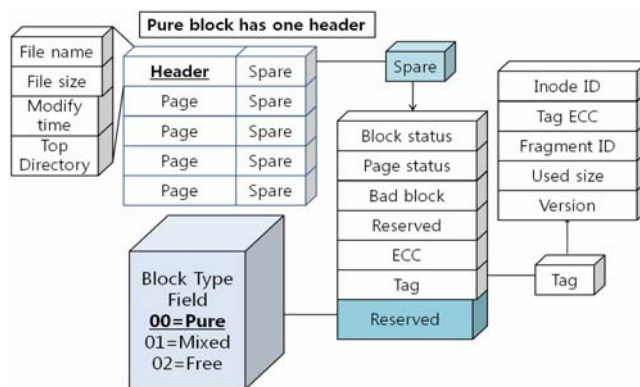 Pure block has one header
File name
File size
Modify
time
Top
Directory
Header Spare
Page Spare
Page Spare
Page Spare
Page Spare
Spare
Block status
Page status
Bad block
Reserved
ECC
Tag
Reserved
Inode ID
Tag ECC
Fragment ID
Used size
Version
Tag
Block Type
Field
00=Pure
01=Mixed
02=Free